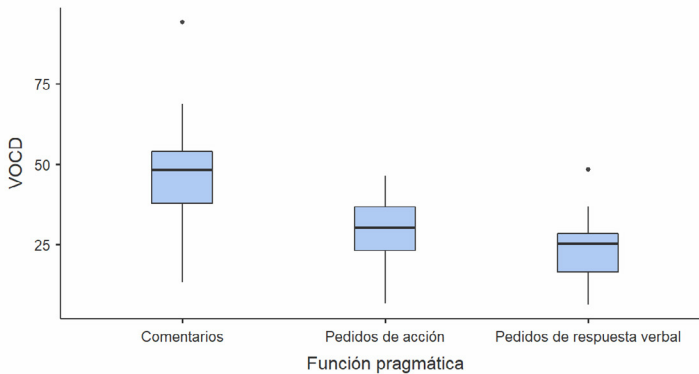 VOCD
75
50
25
Comentarios
Pedidos de acción
Pedidos de respuesta verbal
Función pragmática